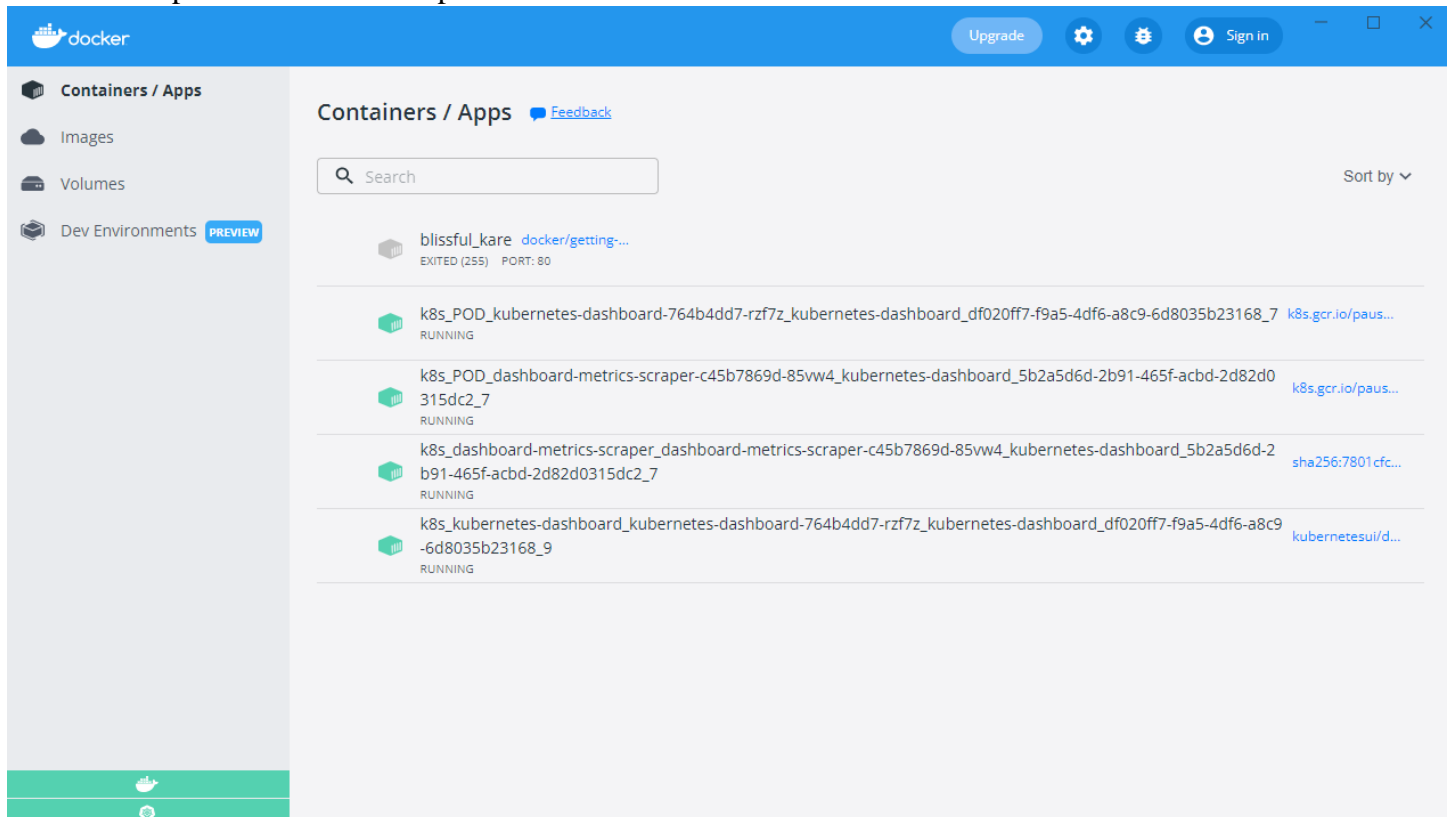 docker
Upgrade
Sign in
Containers / Apps
Images
Volumes
Dev Environments PREVIEW
Containers / Apps Feedback
Search
Sort by
blissful_kare docker/getting-...
EXITED (255) PORT: 80
k8s_POD_kubernetes-dashboard-764b4dd7-rzf7z_kubernetes-dashboard_df020ff7-f9a5-4df6-a8c9-6d8035b23168_7 k8s.gcr.io/paus...
RUNNING
k8s_POD_dashboard-metrics-scraper-c45b7869d-85vw4_kubernetes-dashboard_5b2a5d6d-2b91-465f-acbd-2d82d0
315dc2_7
k8s.gcr.io/paus...
RUNNING
k8s_dashboard-metrics-scraper_dashboard-metrics-scraper-c45b7869d-85vw4_kubernetes-dashboard_5b2a5d6d-2
b91-465f-acbd-2d82d0315dc2_7
sha256:7801cfc...
RUNNING
k8s_kubernetes-dashboard_kubernetes-dashboard-764b4dd7-rzf7z_kubernetes-dashboard_df020ff7-f9a5-4df6-a8c9
-6d8035b23168_9
kubernetesui/d...
RUNNING